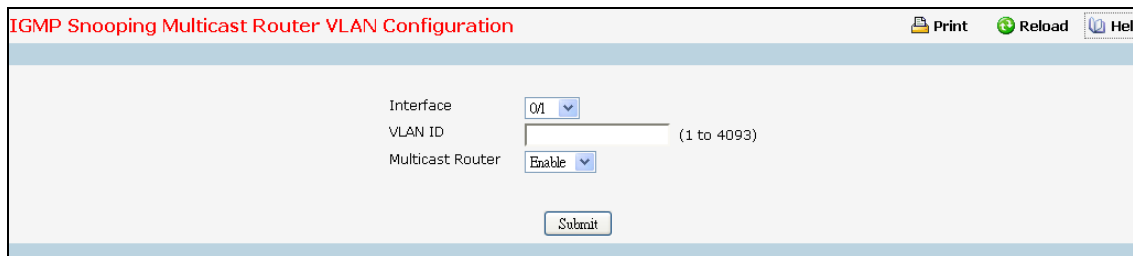 IGMP Snooping Multicast Router VLAN Configuration Print Reload Hel
Interface 0/1
VLAN ID (1 to 4093)
Multicast Router Enable
Submit